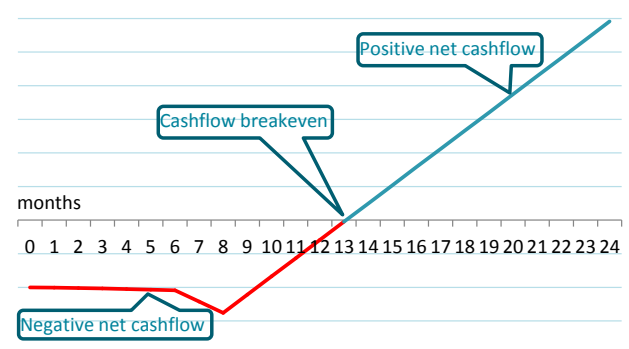 Positive net cashflow
Cashflow breakeven
months
0 1 2 3 4 5 6 7 8 9 10 11 12 13 14 15 16 17 18 19 20 21 22 23 24
Negative net cashflow